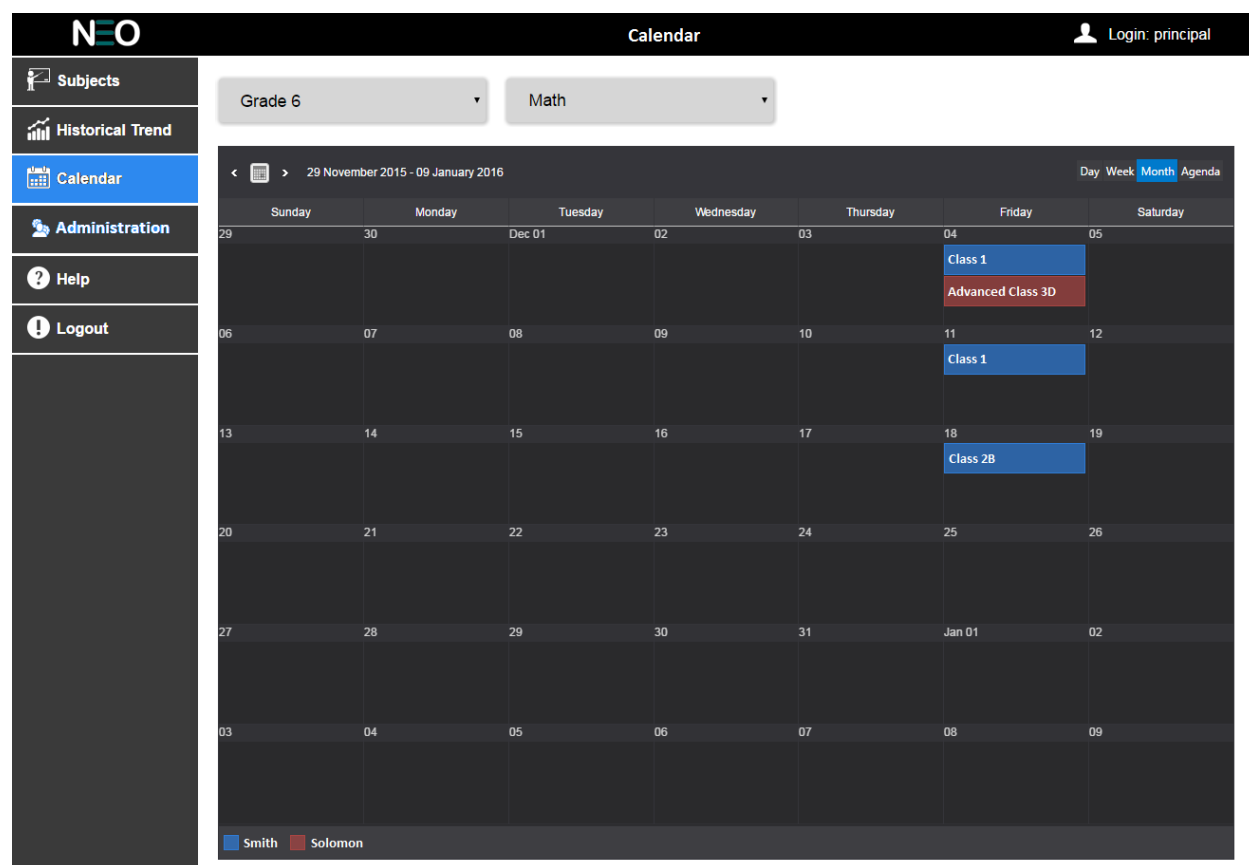 NEO
Calendar
Login: principal
Subjects
Historical Trend
Calendar
Administration
Help
Logout
Grade 6
Math
29 November 2015 - 09 January 2016
Day Week Month Agenda
Sunday Monday Tuesday Wednesday Thursday Friday Saturday
29 30 Dec 01 02 03 04 05
Class 1
Advanced Class 3D
06 07 08 09 10 11 12
Class 1
13 14 15 16 17 18 19
Class 2B
20 21 22 23 24 25 26
27 28 29 30 31 Jan 01 02
03 04 05 06 07 08 09
Smith Solomon